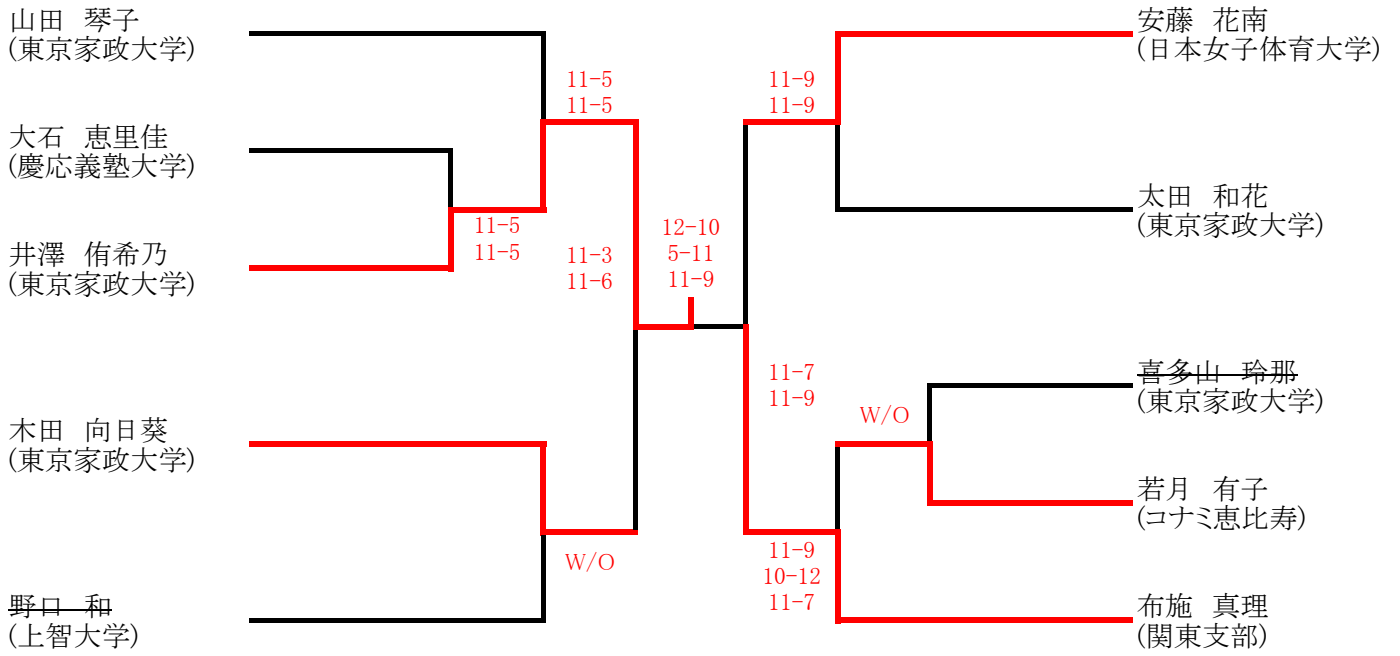 山田 琴子
(東京家政大学)
大石 恵里佳
(慶応義塾大学)
井澤 侑希乃
(東京家政大学)
木田 向日葵
(東京家政大学)
野口 和
(上智大学)
11-5
11-5
11-5
11-5
11-3
11-6
W/O
12-10
5-11
11-9
11-9
11-9
11-7
11-9
W/O
11-9
10-12
11-7
安藤 花南
(日本女子体育大学)
太田 和花
(東京家政大学)
喜多山 玲那
(東京家政大学)
若月 有子
(コナミ恵比寿)
布施 真理
(関東支部)